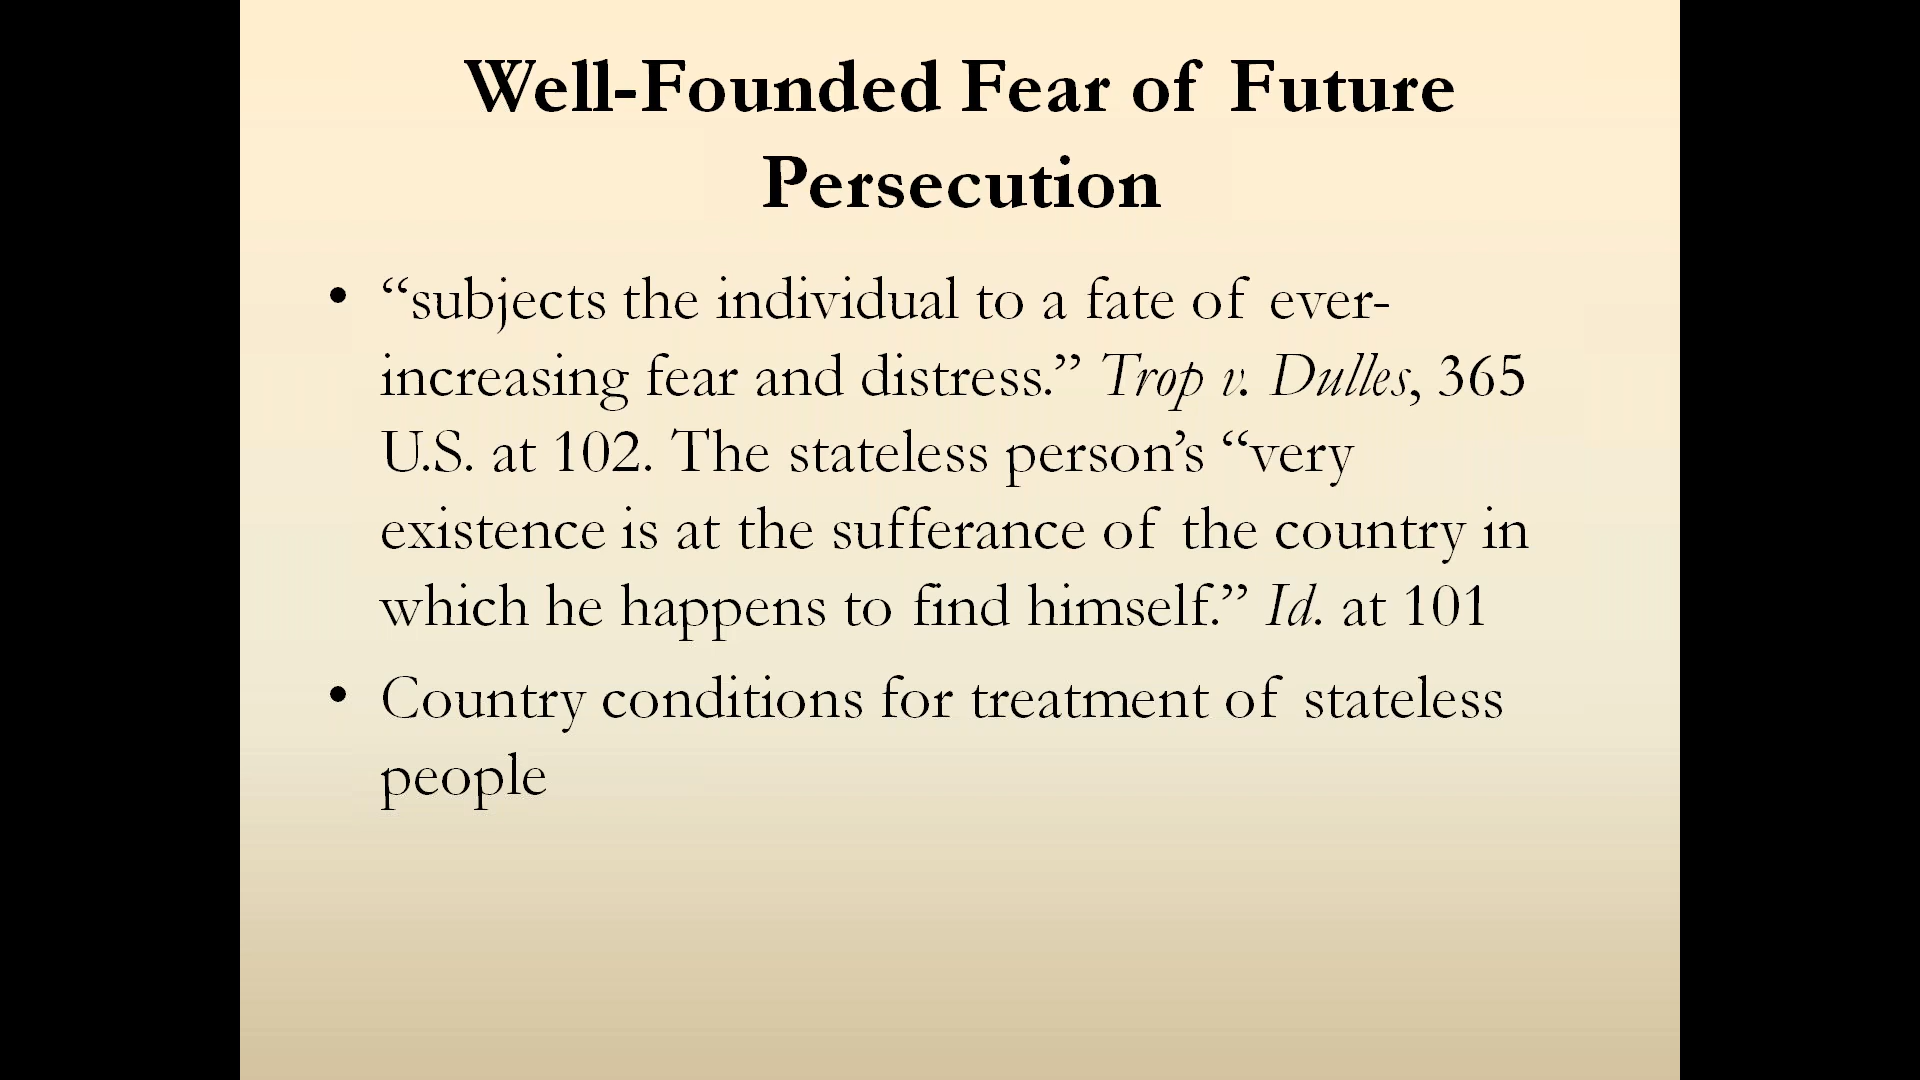 Well-Founded Fear of Future
Persecution
• “subjects the individual to a fate of ever-
increasing fear and distress.” Trop v. Dulles, 365
U.S. at 102. The stateless person’s “very
existence is at the sufferance of the country in
which he happens to find himself.” Id. at 101
• Country conditions for treatment of stateless
people